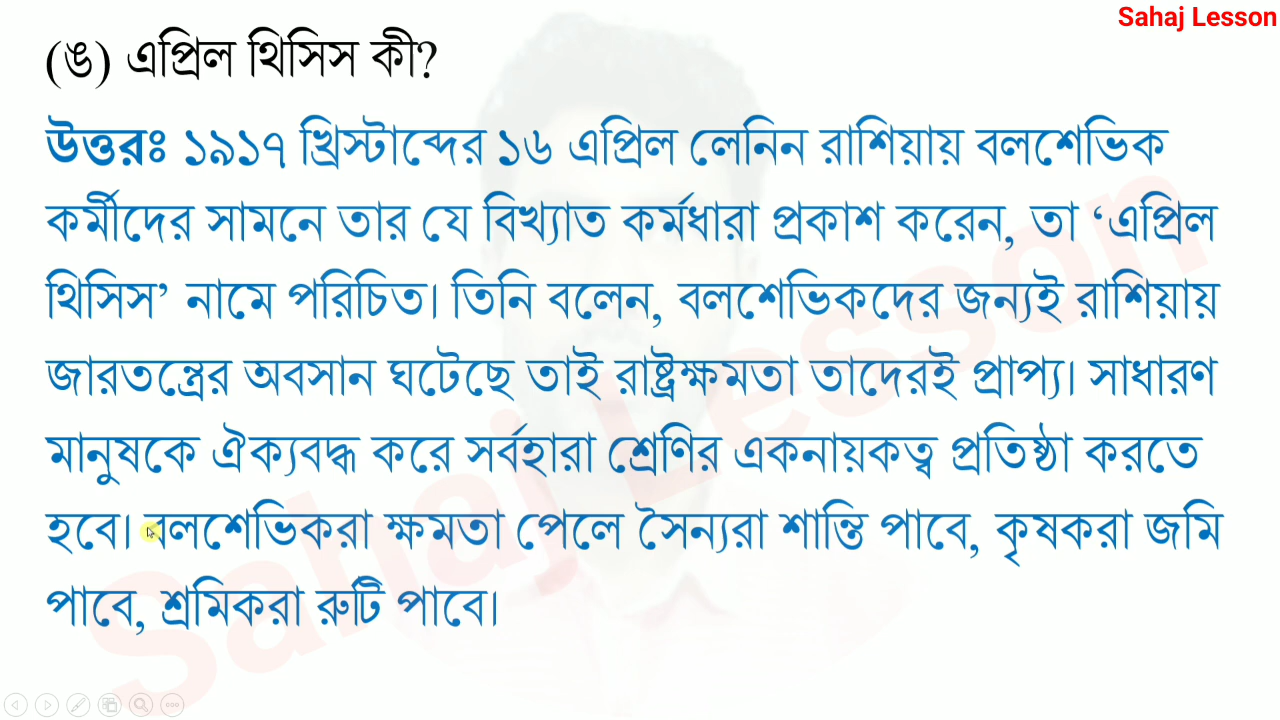 Sahaj Lesson
(ঙ) এপ্রিল থিসিস কী?
উত্তরঃ ১৯১৭ খ্রিস্টাব্দের ১৬ এপ্রিল লেনিন রাশিয়ায় বলশেভিক
কর্মীদের সামনে তার যে বিখ্যাত কর্মধারা প্রকাশ করেন, তা ‘এপ্রিল
থিসিস’ নামে পরিচিত। তিনি বলেন, বলশেভিকদের জন্যই রাশিয়ায়
জারতন্ত্রের অবসান ঘটেছে তাই রাষ্ট্রক্ষমতা তাদেরই প্রাপ্য। সাধারণ
মানুষকে ঐক্যবদ্ধ করে সর্বহারা শ্রেণির একনায়কত্ব প্রতিষ্ঠা করতে
হবে। বলশেভিকরা ক্ষমতা পেলে সৈন্যরা শান্তি পাবে, কৃষকরা জমি
পাবে, শ্রমিকরা রুটি পাবে।
Sahaj Lesson